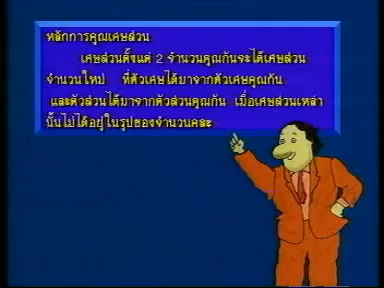 หลักการคูณเศษส่วน
เศษส่วนตั้งแต่ 2 จำนวนคูณกันจะได้เศษส่วน
จำนวนใหม่ ที่ตัวเศษได้มาจากตัวเศษคูณกัน
และตัวส่วนได้มาจากตัวส่วนคูณกัน เมื่อเศษส่วนเหล่า
นั้นไม่ได้อยู่ในรูปของจำนวนคละ